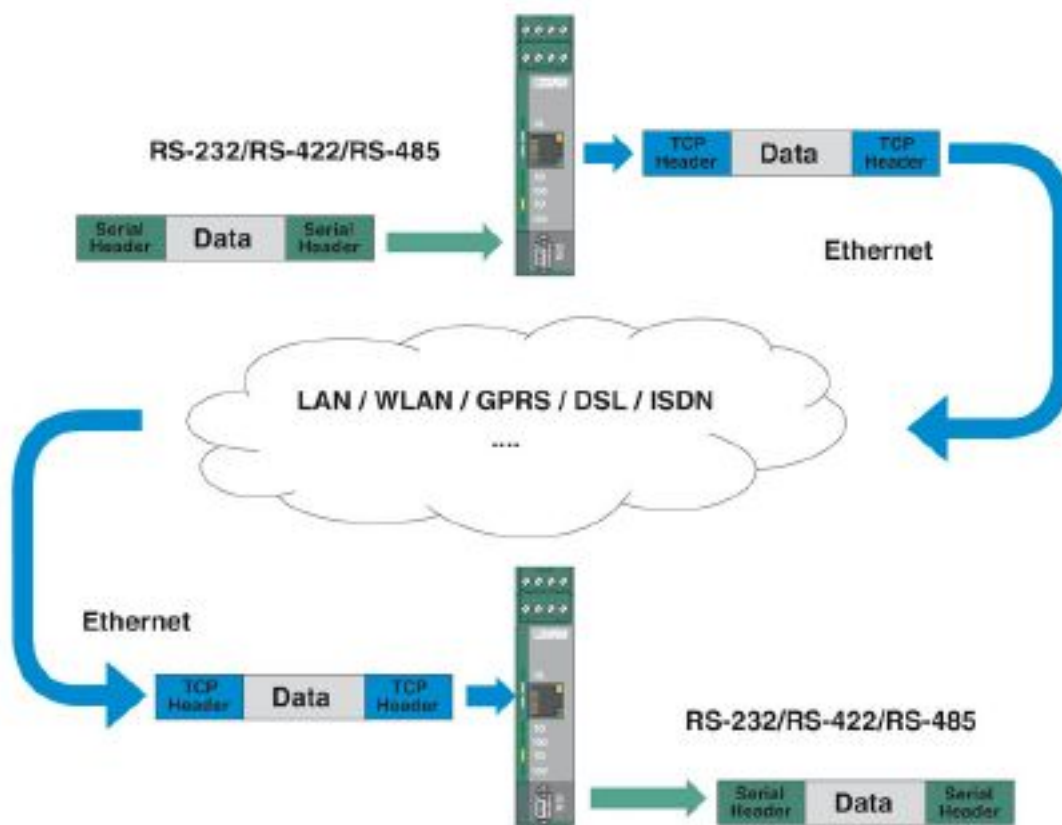 RS-232/RS-422/RS-485
Serial Header
Data
Serial Header
TCP Header
Data
TCP Header
Ethernet
LAN / WLAN / GPRS / DSL / ISDN
....
Ethernet
TCP Header
Data
TCP Header
RS-232/RS-422/RS-485
Serial Header
Data
Serial Header